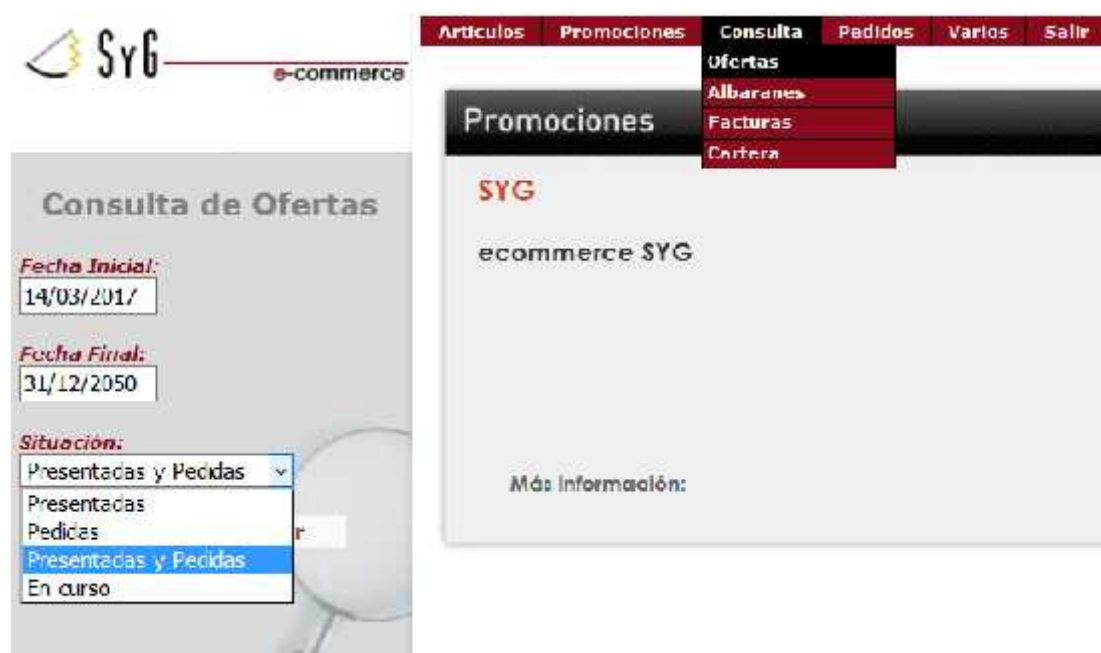 SYG
e-commerce
Articulos Promociones Consulta Pedidos Varios Salir
Ofertas
Albaranes
Facturas
Cartera
Promociones
SYG
ecommerce SYG
Más información:
Consulta de Ofertas
Fecha Inicial:
14/03/2017
Fecha Final:
31/12/2050
Situación:
Presentadas y Pedidas
Presentadas
Pedidas
Presentadas y Pedidas
En curso